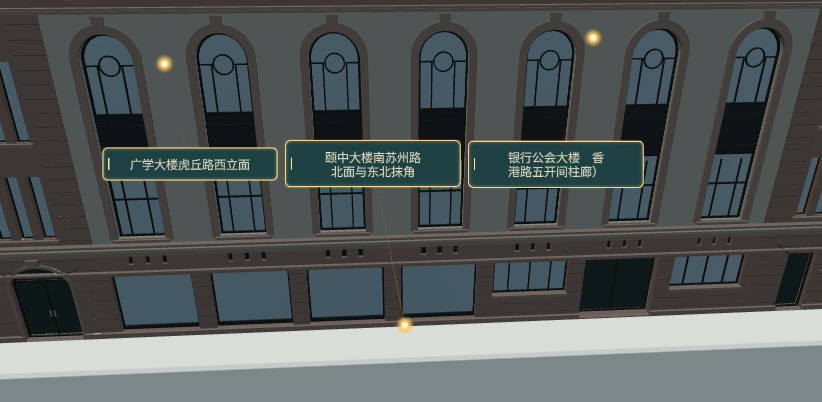 广学大楼虎丘路西立面
颐中大楼南苏州路
北面与东北抹角
银行公会大楼　香
港路五开间柱廊）